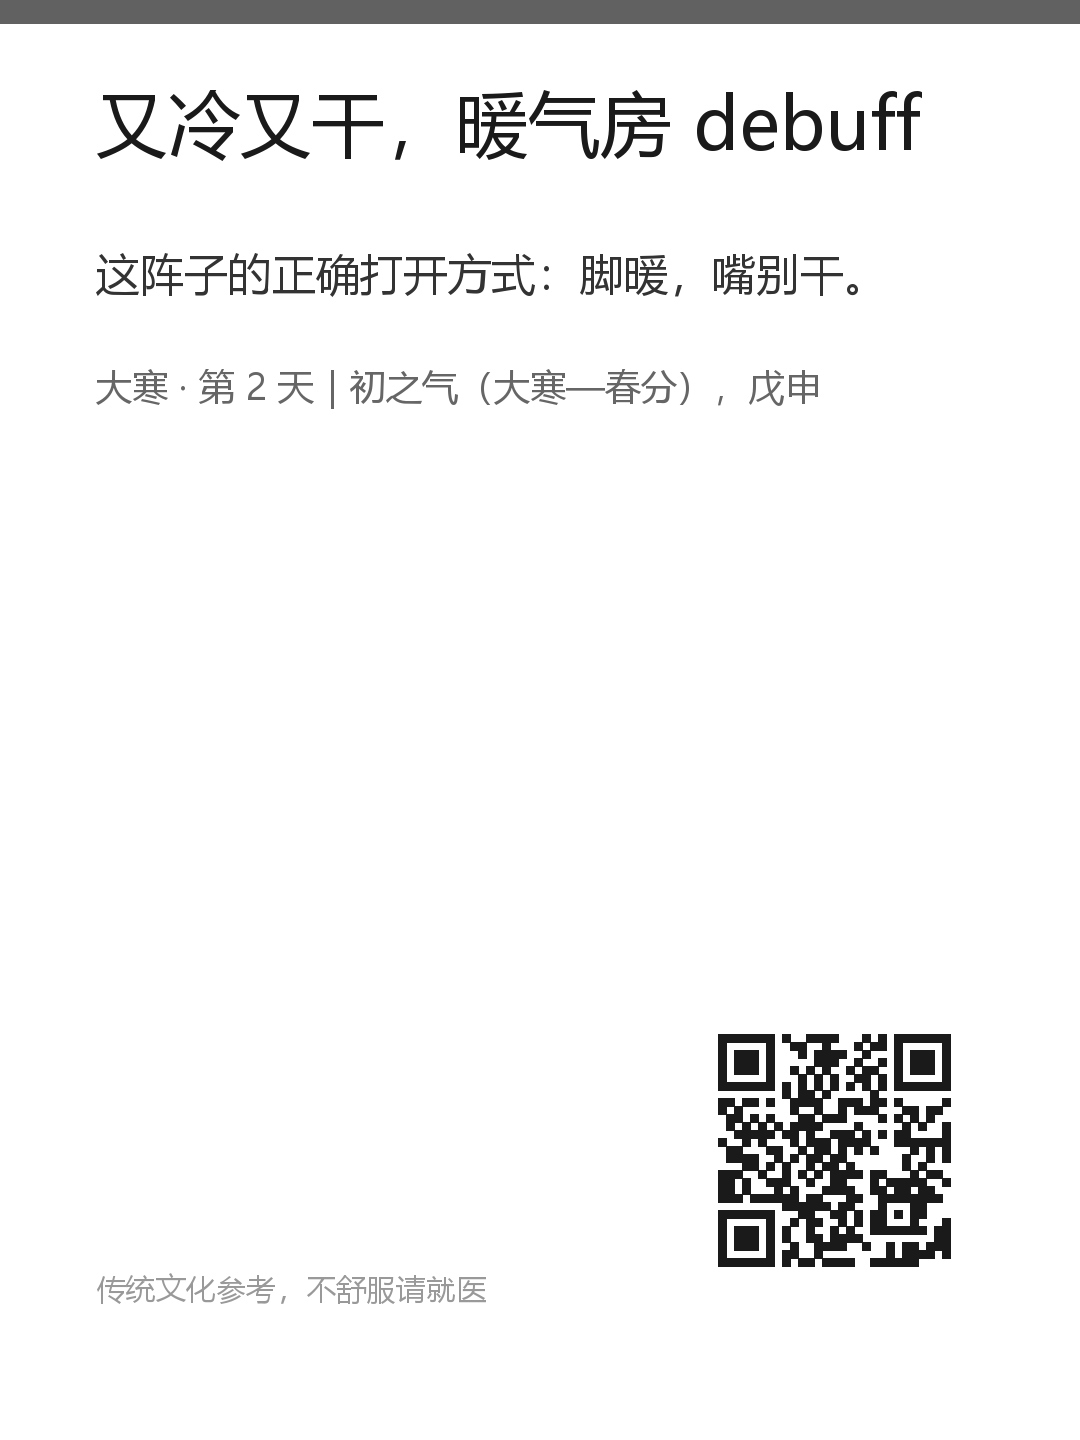 又冷又干，暖气房 debuff
这阵子的正确打开方式：脚暖，嘴别干。
大寒 · 第 2 天 | 初之气（大寒—春分），戊申
传统文化参考，不舒服请就医